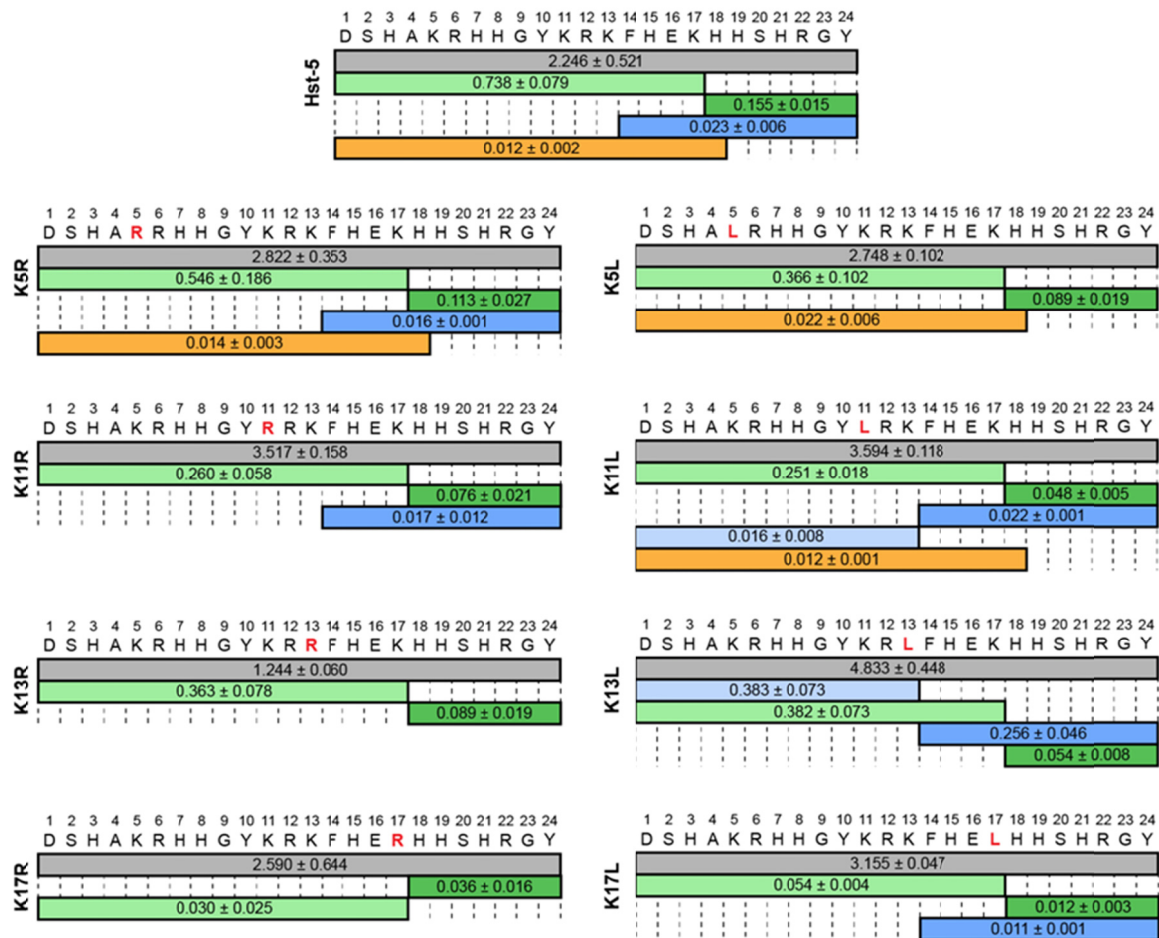 1 2 3 4 5 6 7 8 9 10 11 12 13 14 15 16 17 18 19 20 21 22 23 24
D S H A K R H H G Y K R K F H E K H H S H R G Y
Hst-5
2.246 ± 0.521
0.738 ± 0.079
0.155 ± 0.015
0.023 ± 0.006
0.012 ± 0.002
1 2 3 4 5 6 7 8 9 10 11 12 13 14 15 16 17 18 19 20 21 22 23 24
D S H A R R H H G Y K R K F H E K H H S H R G Y
K5R
2.822 ± 0.353
0.546 ± 0.186
0.113 ± 0.027
0.016 ± 0.001
0.014 ± 0.003
1 2 3 4 5 6 7 8 9 10 11 12 13 14 15 16 17 18 19 20 21 22 23 24
D S H A L R H H G Y K R K F H E K H H S H R G Y
K5L
2.748 ± 0.102
0.366 ± 0.102
0.089 ± 0.019
0.022 ± 0.006
1 2 3 4 5 6 7 8 9 10 11 12 13 14 15 16 17 18 19 20 21 22 23 24
D S H A K R H H G Y R R K F H E K H H S H R G Y
K11R
3.517 ± 0.158
0.260 ± 0.058
0.076 ± 0.021
0.017 ± 0.012
1 2 3 4 5 6 7 8 9 10 11 12 13 14 15 16 17 18 19 20 21 22 23 24
D S H A K R H H G Y L R K F H E K H H S H R G Y
K11L
3.594 ± 0.118
0.251 ± 0.018
0.048 ± 0.005
0.022 ± 0.001
0.016 ± 0.008
0.012 ± 0.001
1 2 3 4 5 6 7 8 9 10 11 12 13 14 15 16 17 18 19 20 21 22 23 24
D S H A K R H H G Y K R R F H E K H H S H R G Y
K13R
1.244 ± 0.060
0.363 ± 0.078
0.089 ± 0.019
1 2 3 4 5 6 7 8 9 10 11 12 13 14 15 16 17 18 19 20 21 22 23 24
D S H A K R H H G Y K R L F H E K H H S H R G Y
K13L
4.833 ± 0.448
0.383 ± 0.073
0.382 ± 0.073
0.256 ± 0.046
0.054 ± 0.008
1 2 3 4 5 6 7 8 9 10 11 12 13 14 15 16 17 18 19 20 21 22 23 24
D S H A K R H H G Y K R K F H E R H H S H R G Y
K17R
2.590 ± 0.644
0.036 ± 0.016
0.030 ± 0.025
1 2 3 4 5 6 7 8 9 10 11 12 13 14 15 16 17 18 19 20 21 22 23 24
D S H A K R H H G Y K R K F H E L H H S H R G Y
K17L
3.155 ± 0.047
0.054 ± 0.004
0.012 ± 0.003
0.011 ± 0.001